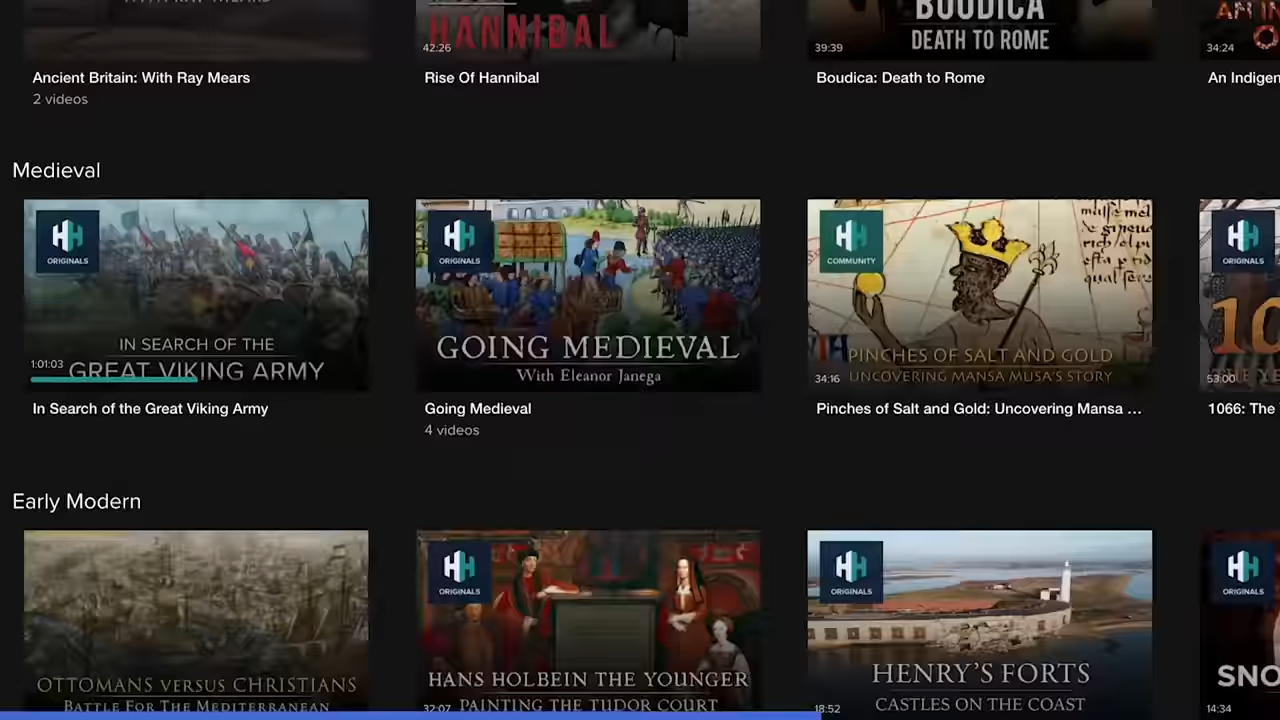 HANNIBAL
42:26
BOUDICA
DEATH TO ROME
39:39
34:24
Ancient Britain: With Ray Mears
2 videos
Rise Of Hannibal
Boudica: Death to Rome
An Indigen
Medieval
ORIGINALS
IN SEARCH OF THE
GREAT VIKING ARMY
1:01:03
ORIGINALS
GOING MEDIEVAL
With Eleanor Janega
COMMUNITY
PINCHES OF SALT AND GOLD
UNCOVERING MANSA MUSA'S STORY
34:16
ORIGINALS
10
53:00
In Search of the Great Viking Army
Going Medieval
4 videos
Pinches of Salt and Gold: Uncovering Mansa ...
1066: The
Early Modern
OTTOMANS VERSUS CHRISTIANS
BATTLE FOR THE MEDITERRANEAN
ORIGINALS
HANS HOLBEIN THE YOUNGER
PAINTING THE TUDOR COURT
32:07
ORIGINALS
HENRY'S FORTS
CASTLES ON THE COAST
18:52
ORIGINALS
SNO
14:34